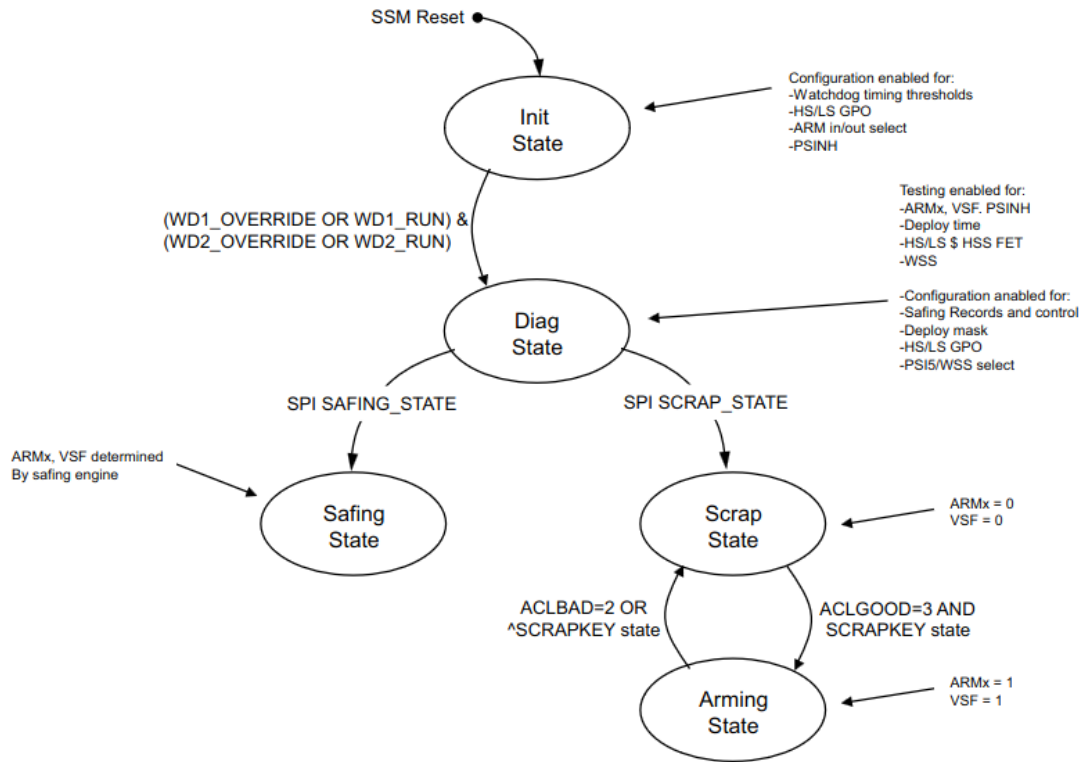 SSM Reset
Init
State
Configuration enabled for:
-Watchdog timing thresholds
-HS/LS GPO
-ARM in/out select
-PSINH
(WD1_OVERRIDE OR WD1_RUN) &
(WD2_OVERRIDE OR WD2_RUN)
Testing enabled for:
-ARMx, VSF. PSINH
-Deploy time
-HS/LS $ HSS FET
-WSS
Diag
State
-Configuration anabled for:
-Safing Records and control
-Deploy mask
-HS/LS GPO
-PSI5/WSS select
SPI SAFING_STATE
SPI SCRAP_STATE
ARMx, VSF determined
By safing engine
Safing
State
Scrap
State
ARMx = 0
VSF = 0
ACLBAD=2 OR
^SCRAPKEY state
ACLGOOD=3 AND
SCRAPKEY state
Arming
State
ARMx = 1
VSF = 1